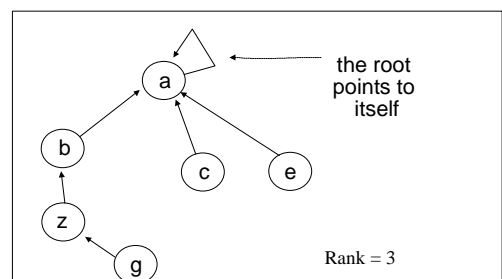 a
the root
points to
itself
b
c
e
z
g
Rank = 3